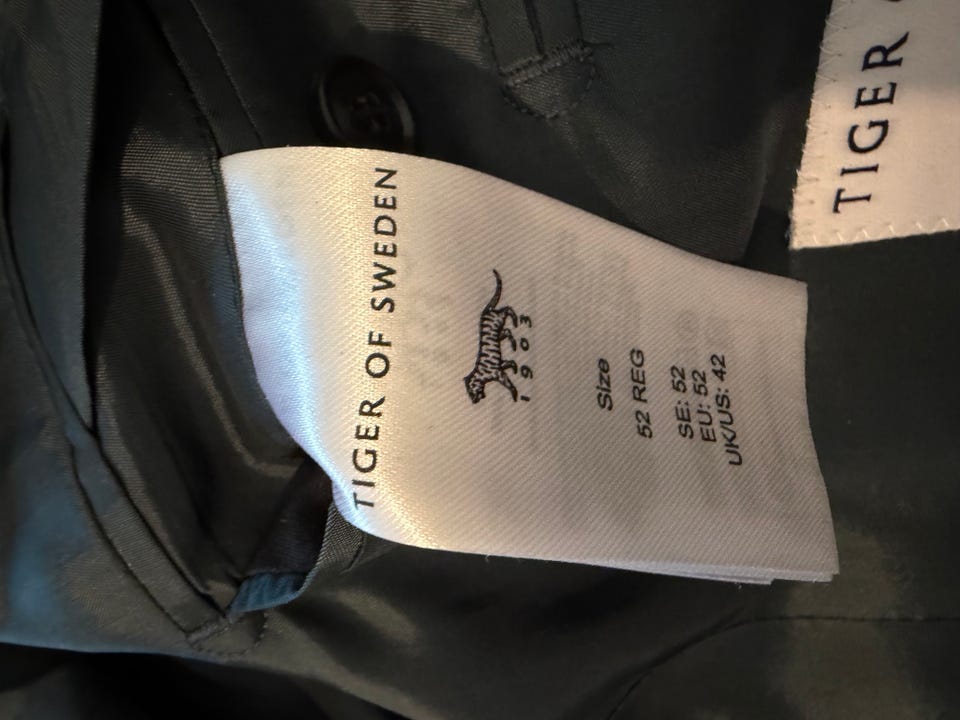 TIGER OF SWEDEN
1903
Size
52 REG
SE: 52
EU: 52
UK/US: 42
TIGER